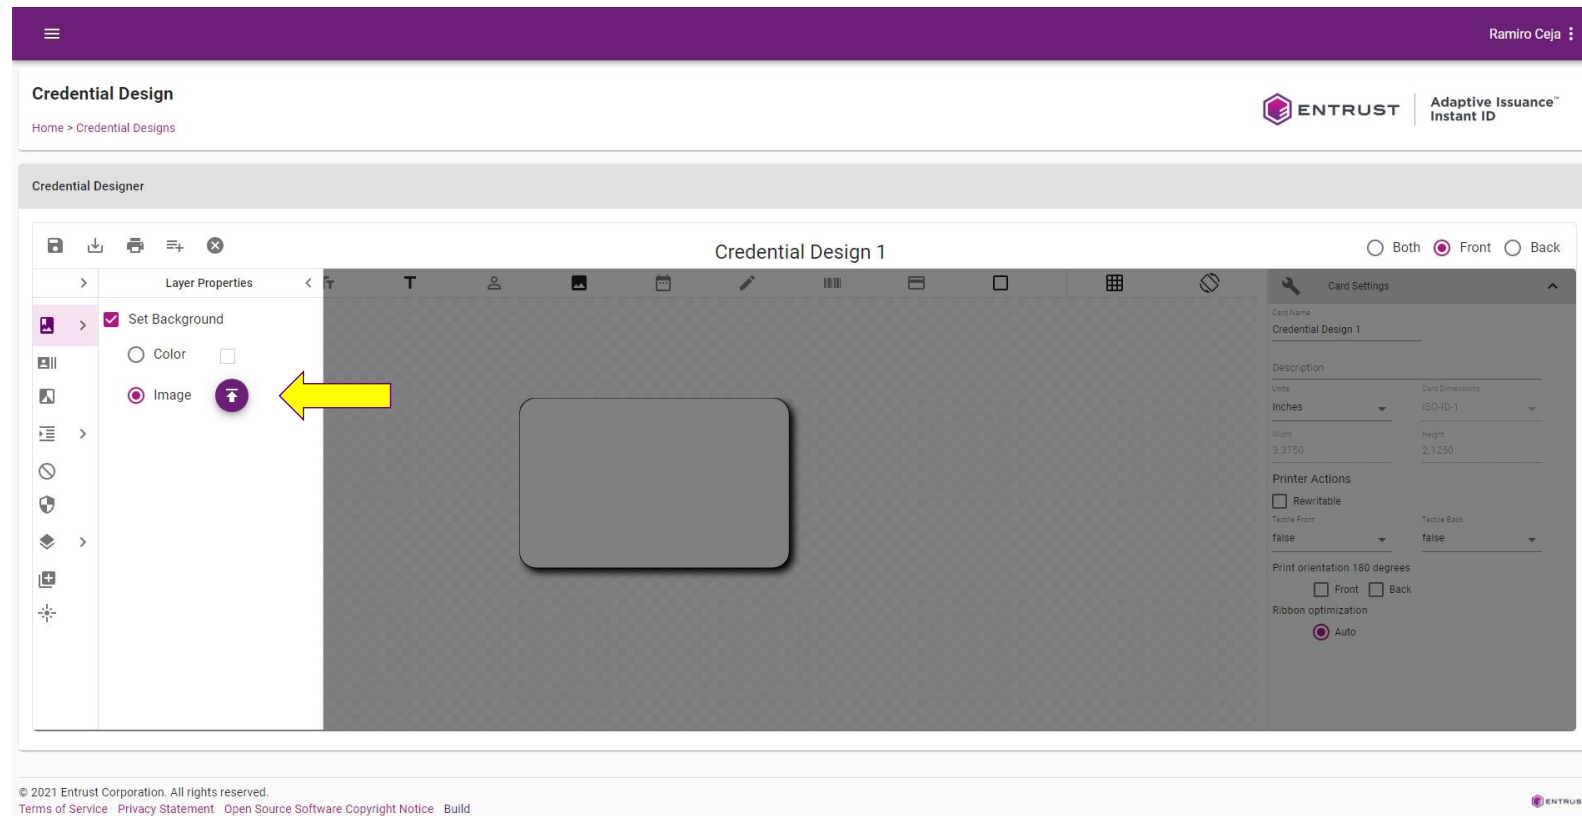 Ramiro Ceja
Credential Design
Home > Credential Designs
ENTRUST
Adaptive Issuance™
Instant ID
Credential Designer
Credential Design 1
Both
Front
Back
Layer Properties
Card Settings
Set Background
Color
Image
Card Name
Credential Design 1
Description
Units
Card Dimensions
Inches
ISO-ID-1
Width
Height
3.3750
2.1250
Printer Actions
Rewritable
Tactile Front
Tactile Back
false
false
Print orientation 180 degrees
Front
Back
Ribbon optimization
Auto
© 2021 Entrust Corporation. All rights reserved.
Terms of Service Privacy Statement Open Source Software Copyright Notice Build
ENTRUS